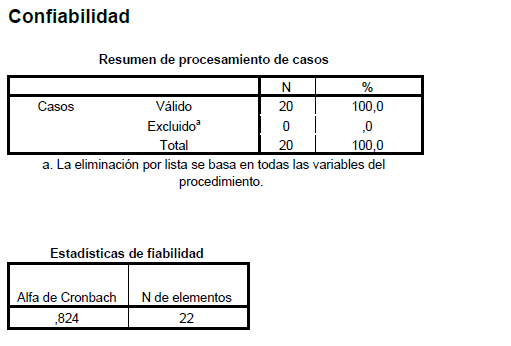 Confiabilidad
Resumen de procesamiento de casos
N %
Casos Válido 20 100,0
Excluidoª 0 ,0
Total 20 100,0
a. La eliminación por lista se basa en todas las variables del
procedimiento.
Estadísticas de fiabilidad
Alfa de Cronbach N de elementos
,824 22